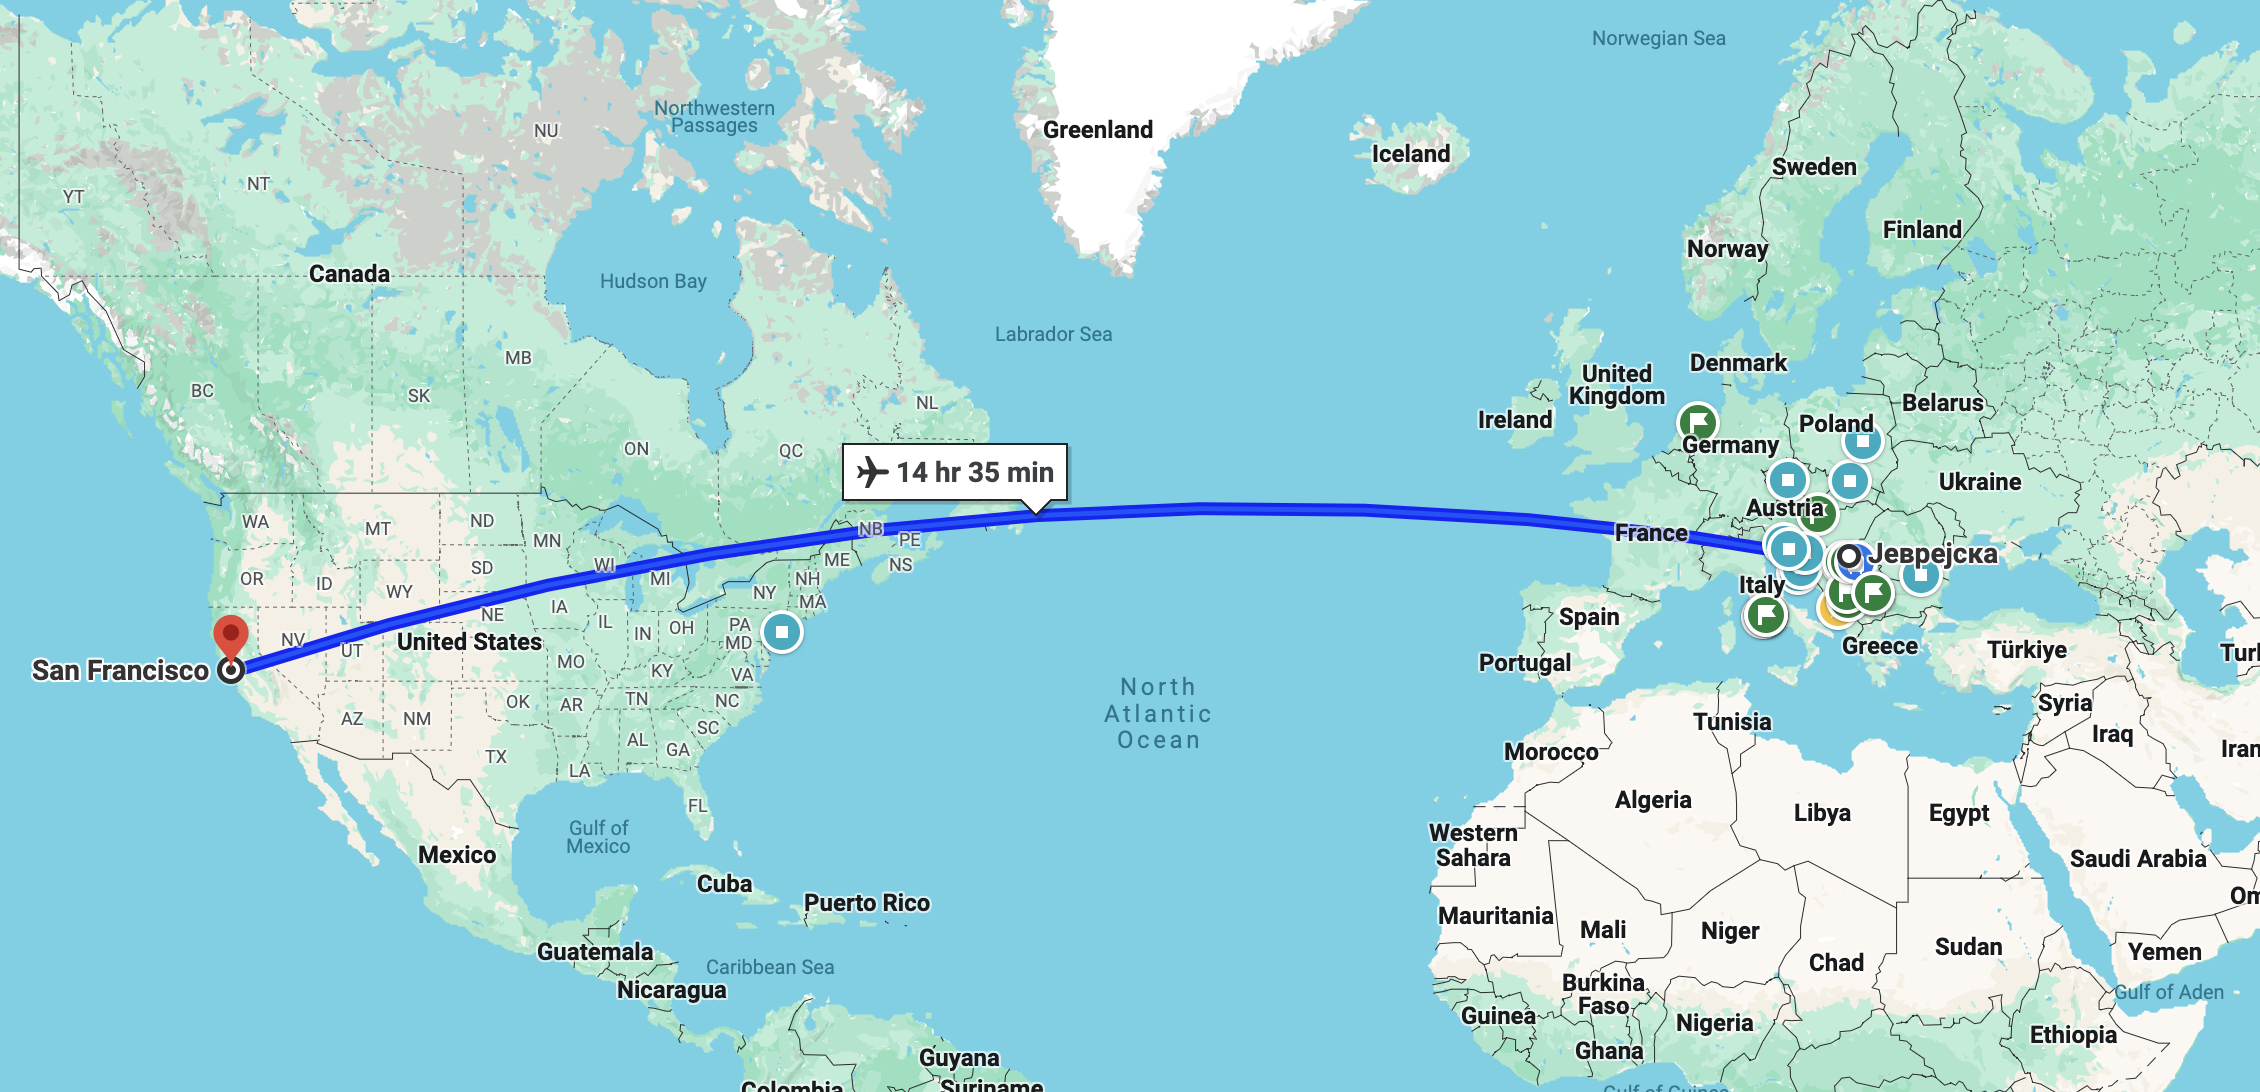 Norwegian Sea
Greenland
Northwestern
Passages
NU
Iceland
Sweden
NT
YT
Finland
Norway
Canada
Hudson Bay
Labrador Sea
MB
Denmark
United
Kingdom
BC
SK
NL
Belarus
Ireland
Poland
Germany
ON
QC
14 hr 35 min
Ukraine
Austria
WA
MT
ND
MN
NB
PE
France
Јеврејска
OR
ID
WY
SD
WI
MI
ME
NS
NH
NY
MA
Italy
NE
IA
IL
IN
OH
PA
MD
Spain
NV
UT
United States
Greece
Türkiye
Turk
San Francisco
MO
KY
VA
Portugal
North
Atlantic
Ocean
OK
AR
TN
NC
Syria
AZ
NM
SC
Tunisia
Iraq
AL
GA
Morocco
Iran
TX
LA
FL
Algeria
Libya
Egypt
Gulf of
Mexico
Western
Sahara
Mexico
Saudi Arabia
Cuba
Om
Puerto Rico
Mauritania
Mali
Niger
Sudan
Guatemala
Yemen
Caribbean Sea
Chad
Nicaragua
Burkina
Faso
Gulf of Aden
Guinea
Nigeria
Ethiopia
Ghana
Guyana
Colombia
Suriname
Gulf of Guinea